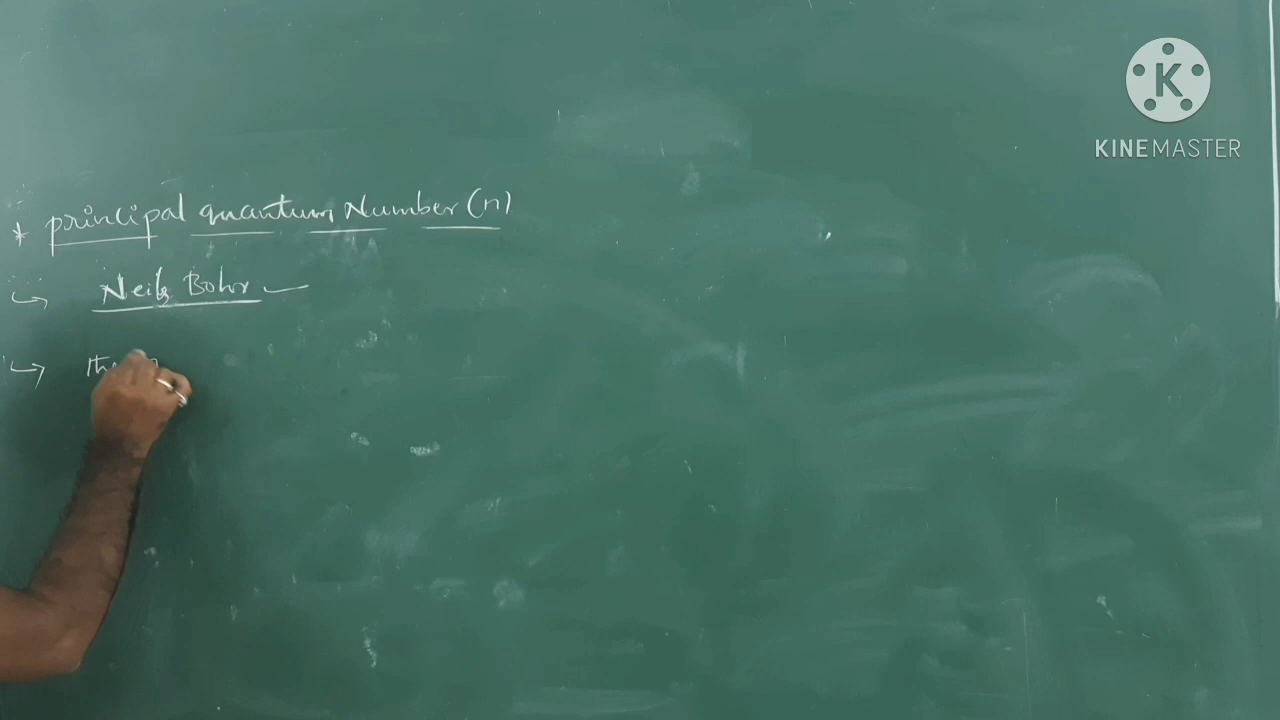 * principal quantum Number (n)
↳ Neils Bohr
↳
K
KINEMASTER